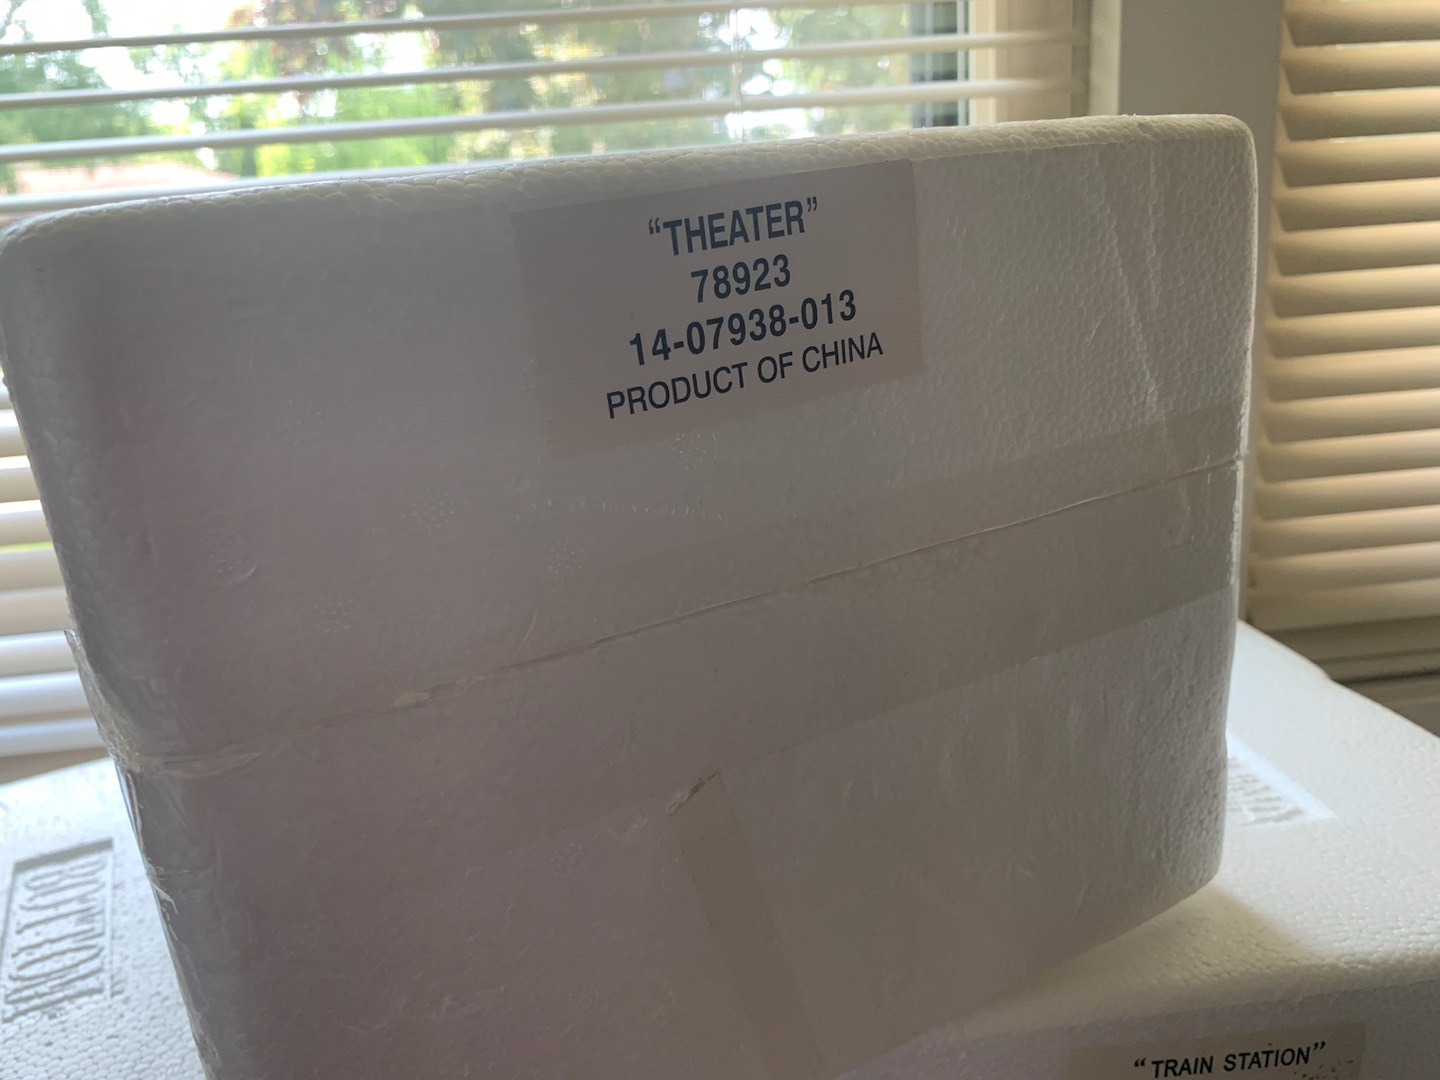 “THEATER”
78923
14-07938-013
PRODUCT OF CHINA
“TRAIN STATION”